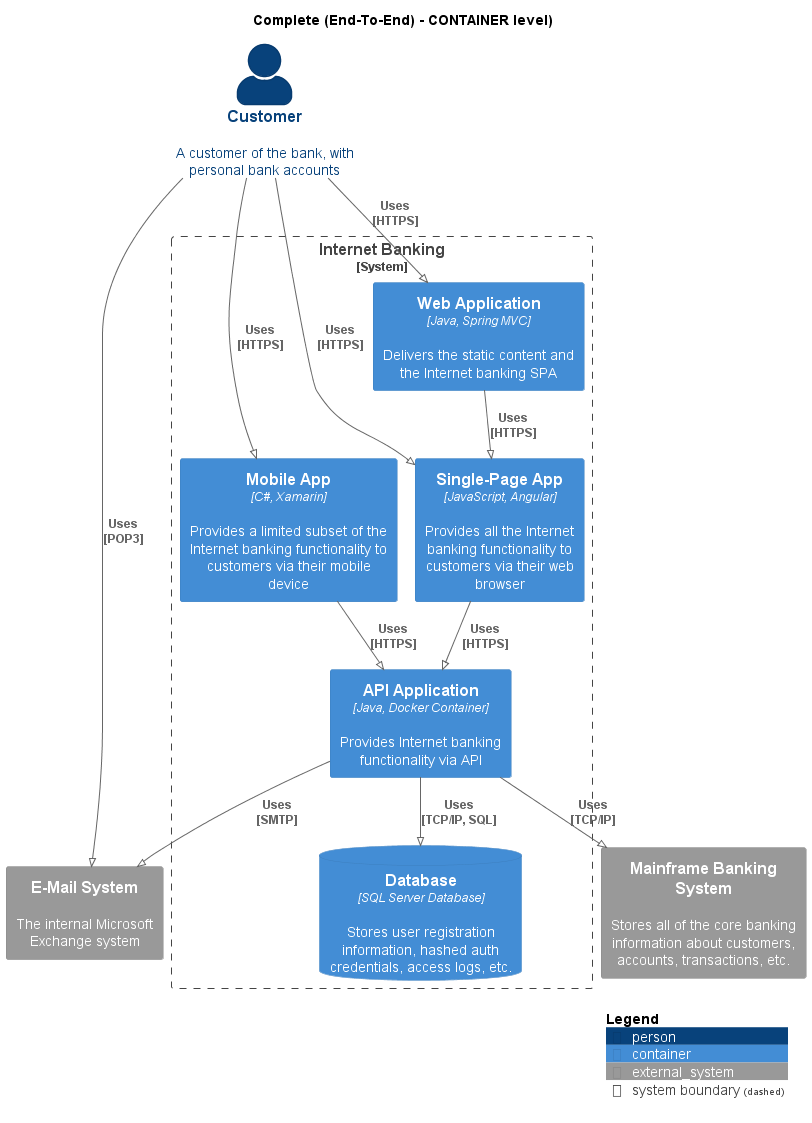 Complete (End-To-End) - CONTAINER level)
Customer
A customer of the bank, with
personal bank accounts
Uses
[HTTPS]
Internet Banking
[System]
Web Application
[Java, Spring MVC]
Delivers the static content and
the Internet banking SPA
Uses
[HTTPS]
Uses
[HTTPS]
Uses
[HTTPS]
Mobile App
[C#, Xamarin]
Provides a limited subset of the
Internet banking functionality to
customers via their mobile
device
Single-Page App
[JavaScript, Angular]
Provides all the Internet
banking functionality to
customers via their web
browser
Uses
[POP3]
Uses
[HTTPS]
Uses
[HTTPS]
API Application
[Java, Docker Container]
Provides Internet banking
functionality via API
Uses
[SMTP]
Uses
[TCP/IP, SQL]
Uses
[TCP/IP]
E-Mail System
The internal Microsoft
Exchange system
Database
[SQL Server Database]
Stores user registration
information, hashed auth
credentials, access logs, etc.
Mainframe Banking
System
Stores all of the core banking
information about customers,
accounts, transactions, etc.
Legend
person
container
external_system
system boundary (dashed)